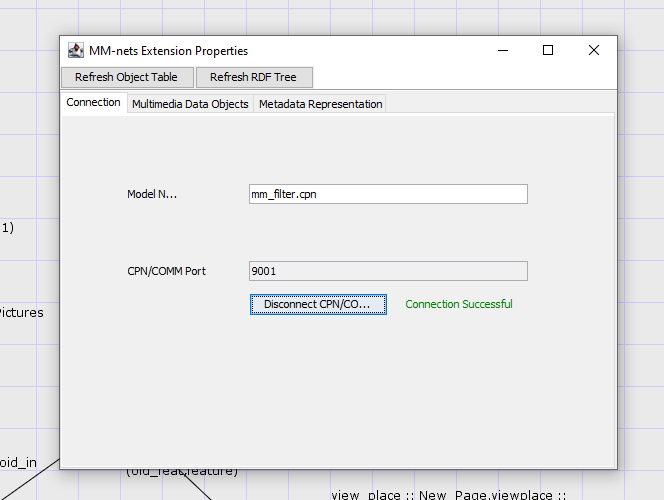 MM-nets Extension Properties
Refresh Object Table Refresh RDF Tree
Connection Multimedia Data Objects Metadata Representation
Model N... mm_filter.cpn
1)
CPN/COMM Port 9001
Disconnect CPN/CO... Connection Successful
Pictures
oid_in
(oid_feat,feature)
view_place :: New_Page.viewplace ::